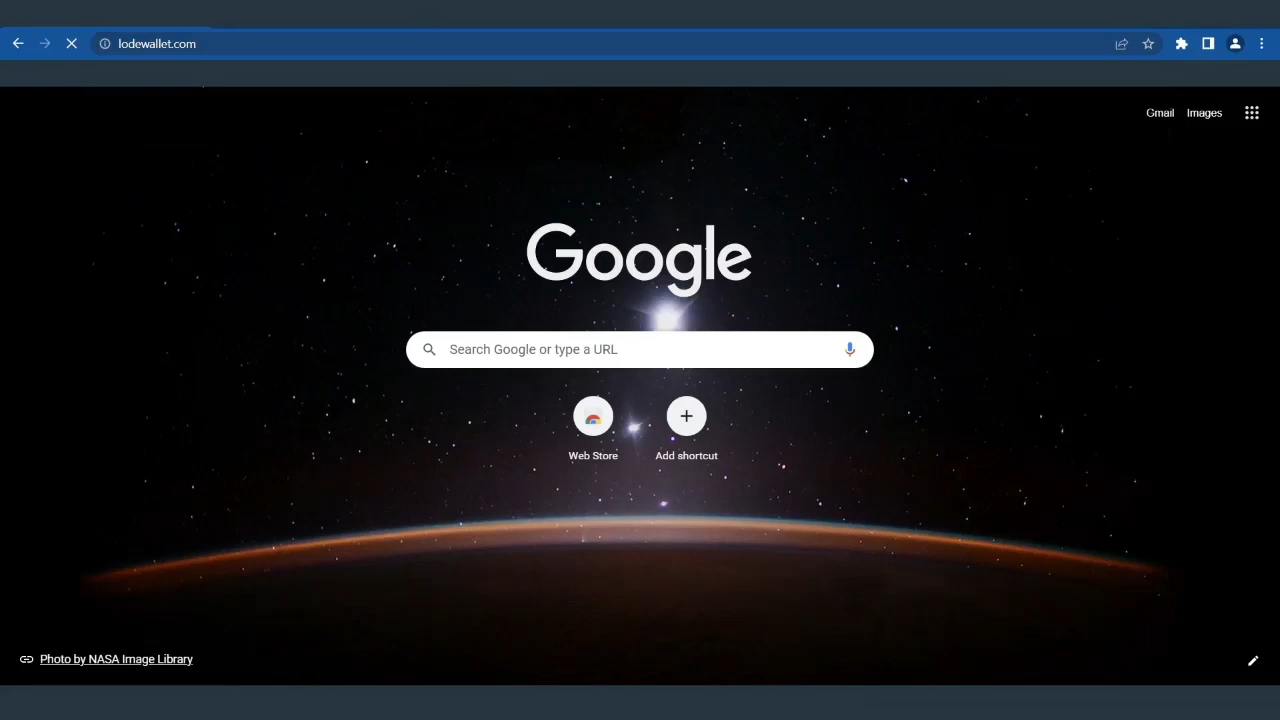 lodewallet.com
Gmail Images
Google
Search Google or type a URL
Web Store Add shortcut
Photo by NASA Image Library